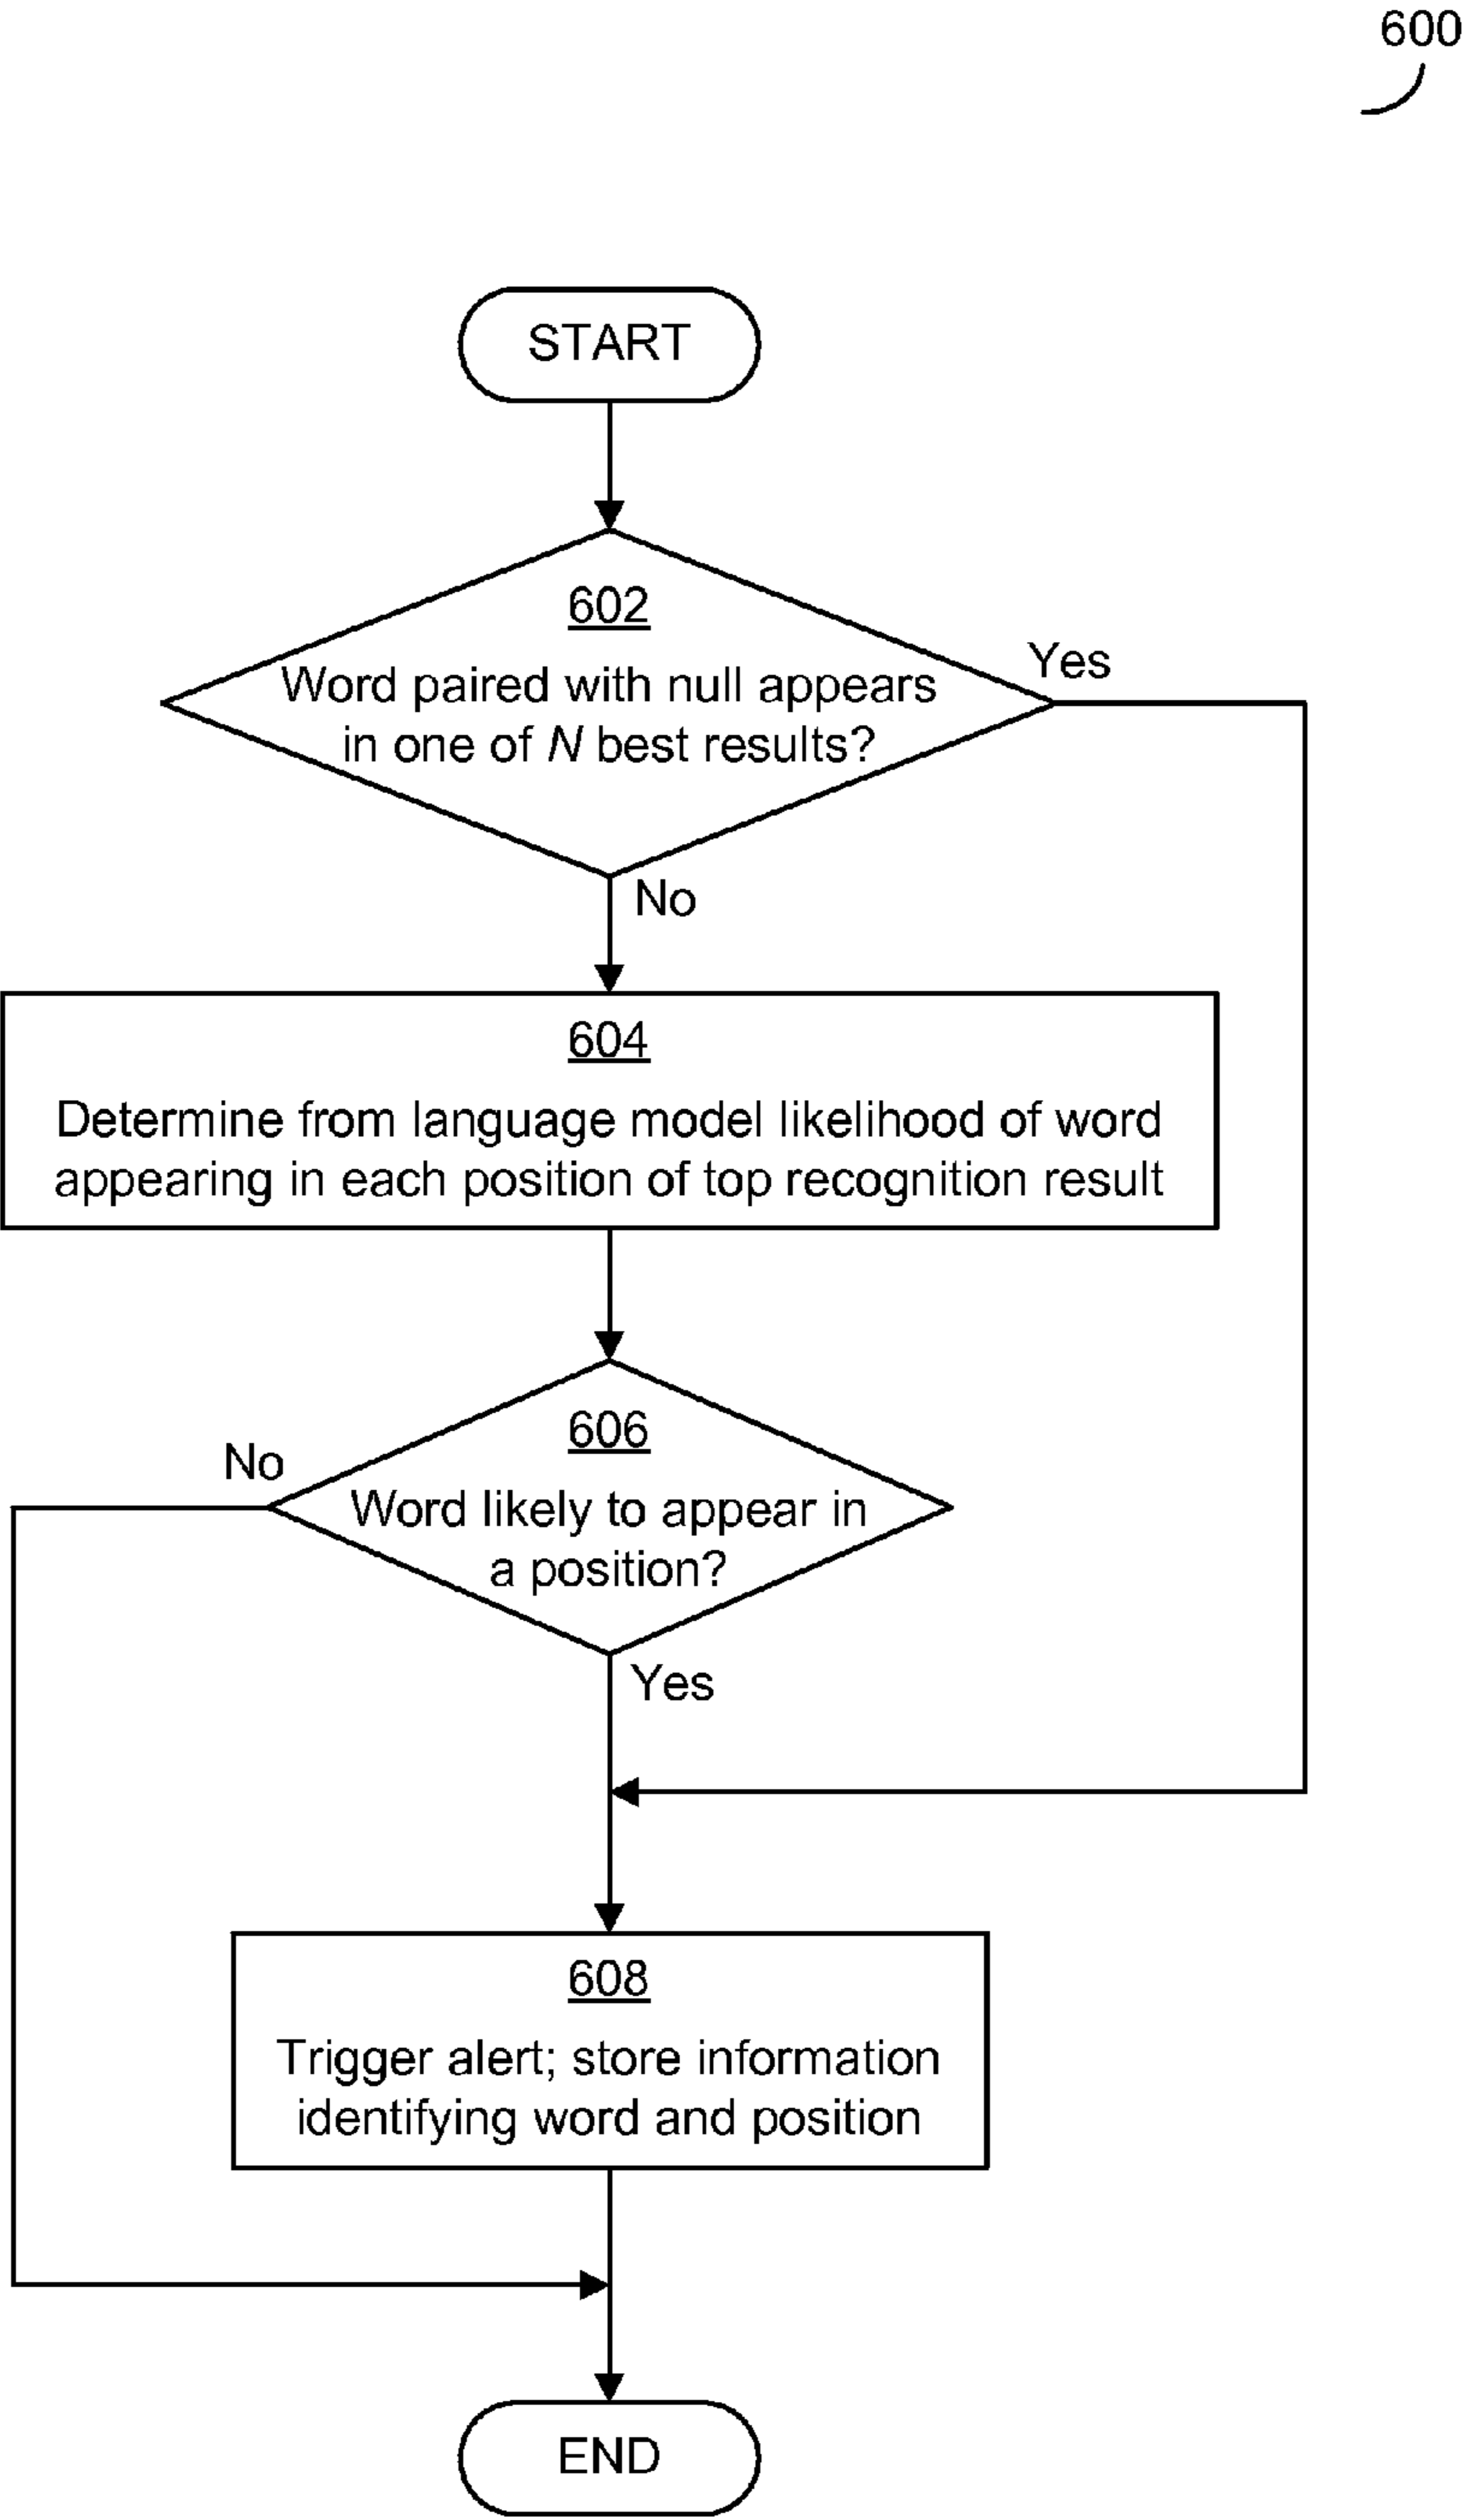 600
START
602
Word paired with null appears
in one of N best results?
Yes
No
604
Determine from language model likelihood of word
appearing in each position of top recognition result
606
No
Word likely to appear in
a position?
Yes
608
Trigger alert; store information
identifying word and position
END